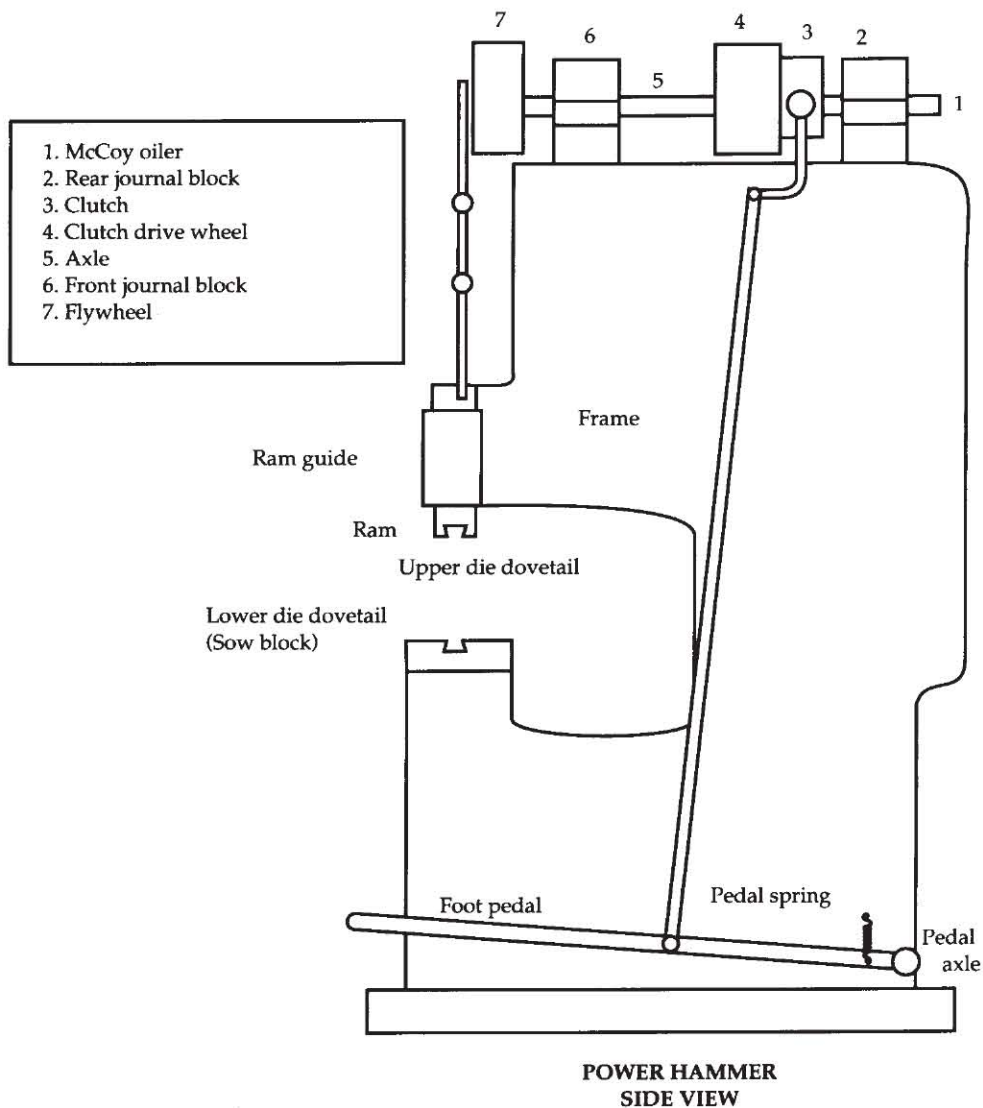 7
6
4
3
2
5
1
1. McCoy oiler
2. Rear journal block
3. Clutch
4. Clutch drive wheel
5. Axle
6. Front journal block
7. Flywheel
Frame
Ram guide
Ram
Upper die dovetail
Lower die dovetail
(Sow block)
Foot pedal
Pedal spring
Pedal
axle
POWER HAMMER
SIDE VIEW